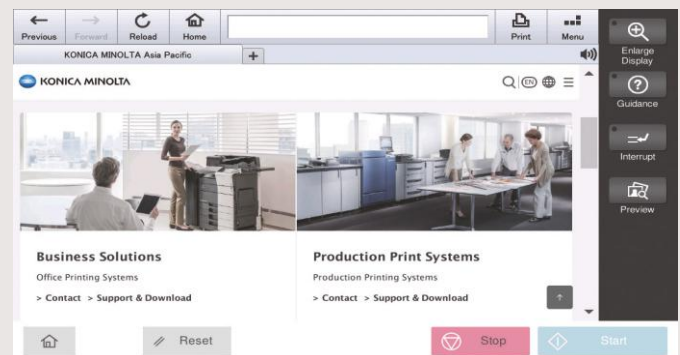 Previous Forward Reload Home Print Menu
KONICA MINOLTA Asia Pacific +
Enlarge
Display
KONICA MINOLTA EN
Guidance
Interrupt
Preview
Business Solutions
Office Printing Systems
> Contact > Support & Download
Production Print Systems
Production Printing Systems
> Contact > Support & Download
Reset Stop Start